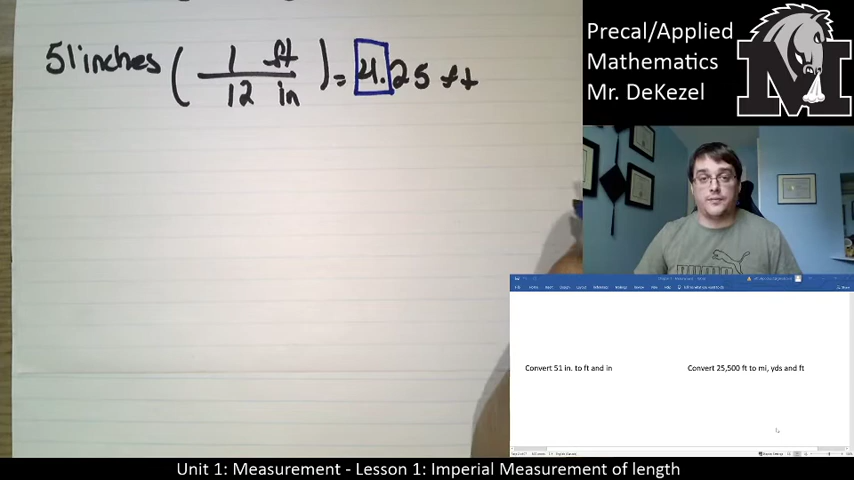 51 inches ( 1 ft / 12 in ) = 4.25 ft
Precal/Applied
Mathematics
Mr. DeKezel
M
PUMA
Convert 51 in. to ft and in
Convert 25,500 ft to mi, yds and ft
Unit 1: Measurement - Lesson 1: Imperial Measurement of length